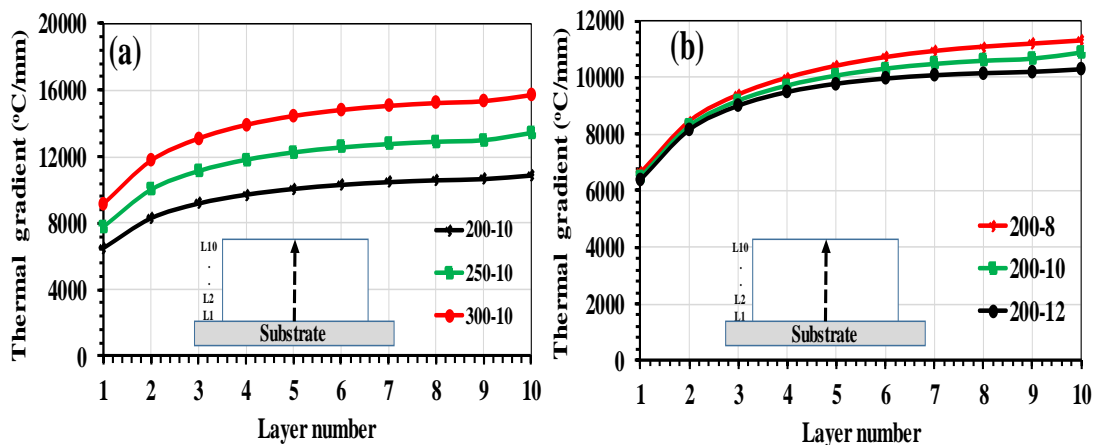 (a)
Thermal gradient (°C/mm)
20000
16000
12000
8000
4000
0
1 2 3 4 5 6 7 8 9 10
Layer number
200-10
250-10
300-10
L10
.
.
L2
L1
Substrate
(b)
Thermal gradient (°C/mm)
12000
10000
8000
6000
4000
2000
0
1 2 3 4 5 6 7 8 9 10
Layer number
200-8
200-10
200-12
L10
.
.
L2
L1
Substrate